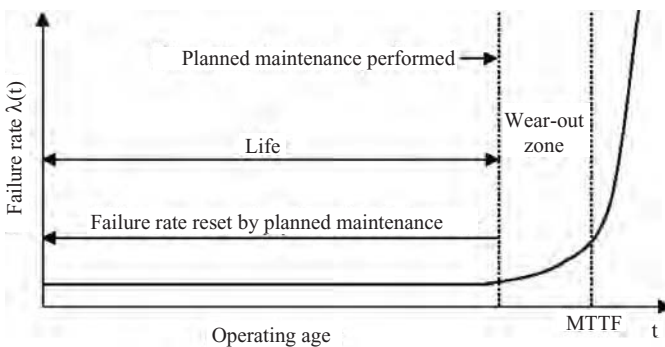 Planned maintenance performed
Failure rate λ(t)
Wear-out
zone
Life
Failure rate reset by planned maintenance
MTTF
t
Operating age